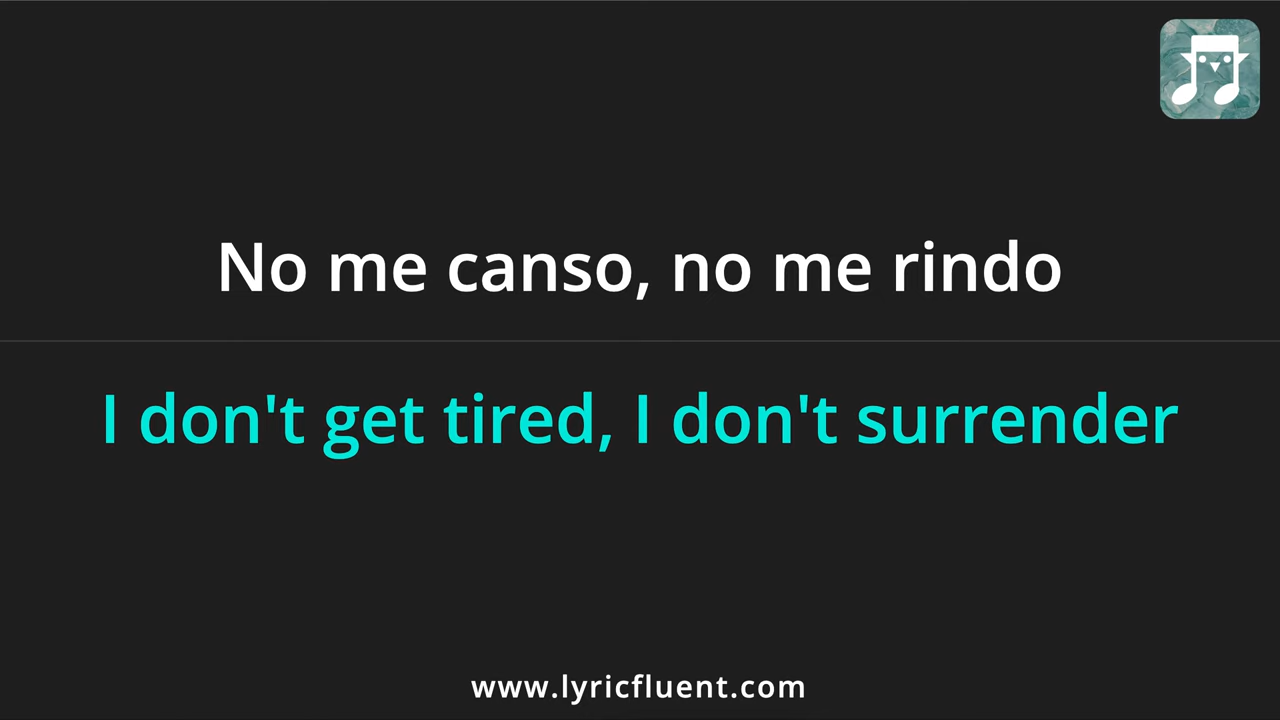 No me canso, no me rindo
I don't get tired, I don't surrender
www.lyricfluent.com